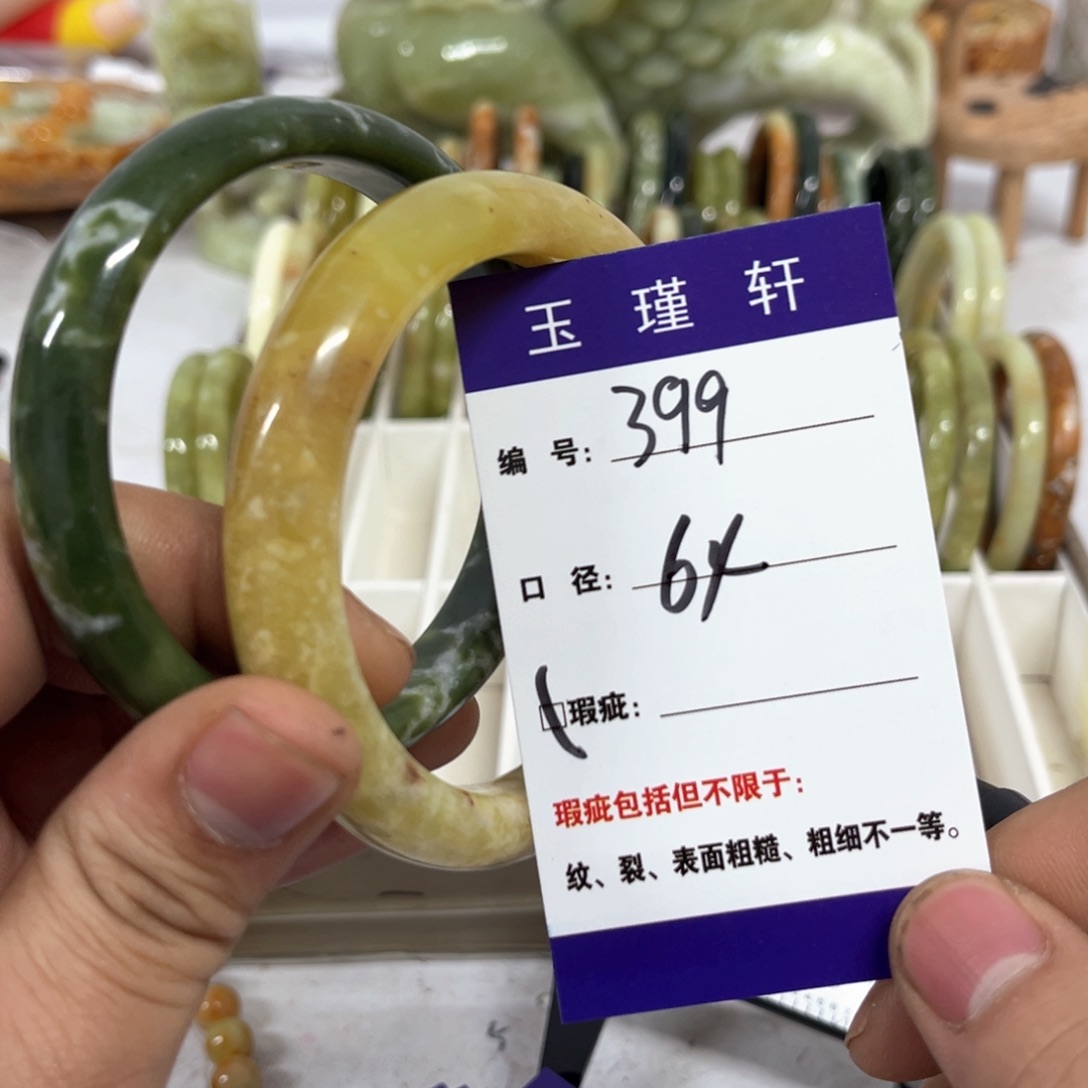 玉瑾轩
编号: 399
口径: 64
□瑕疵:
瑕疵包括但不限于:
纹、裂、表面粗糙、粗细不一等。